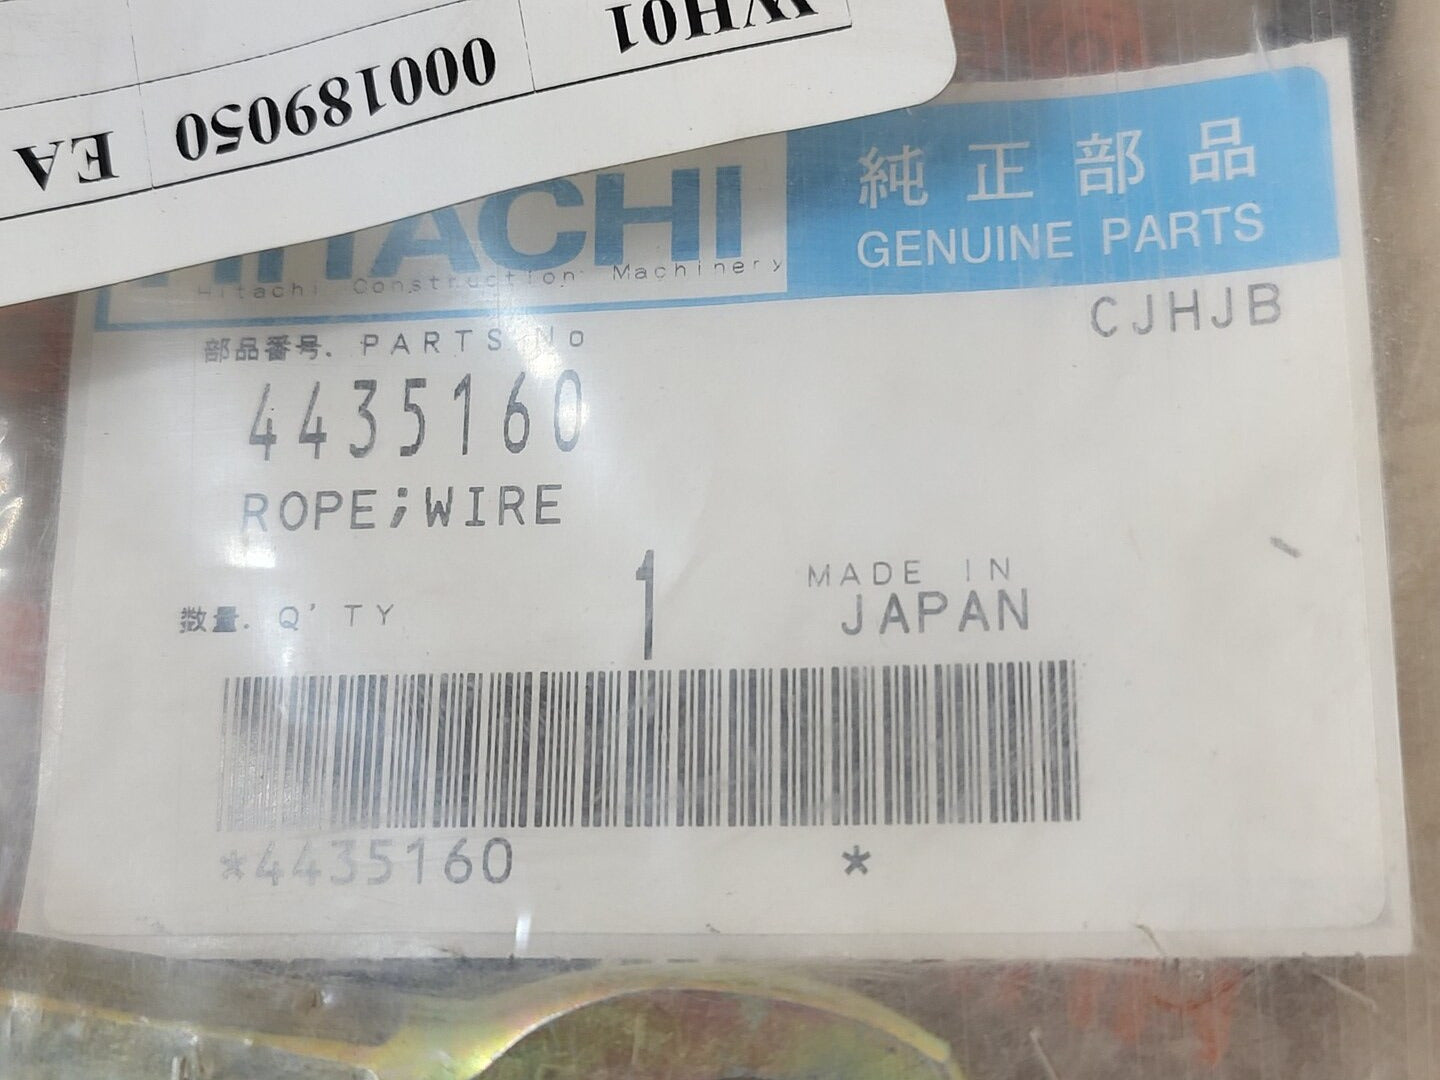 WH01
000189050
EA
HITACHI
Hitachi Construction Machinery
純正部品
GENUINE PARTS
CJHJB
部品番号. PARTS No
4435160
ROPE;WIRE
数量. Q'TY 1
MADE IN
JAPAN
*4435160 *